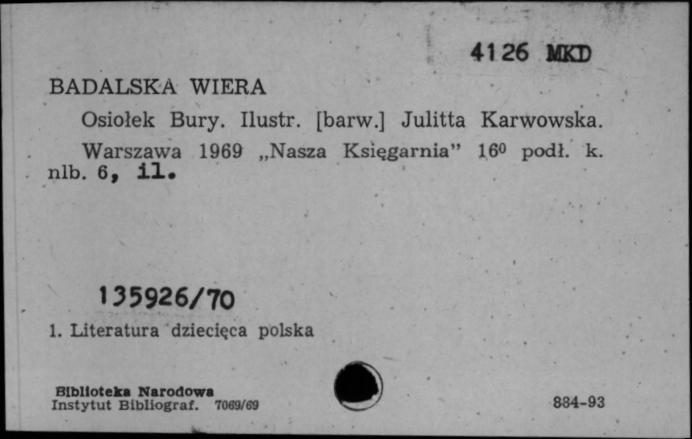 4126 MKD
BADALSKA WIERA
Osiołek Bury. Ilustr. [barw.] Julitta Karwowska.
Warszawa 1969 „Nasza Księgarnia” 16⁰ podł. k.
nlb. 6, il.
135926/70
1. Literatura dziecięca polska
Biblioteka Narodowa
Instytut Bibliograf. 7069/69
884-93